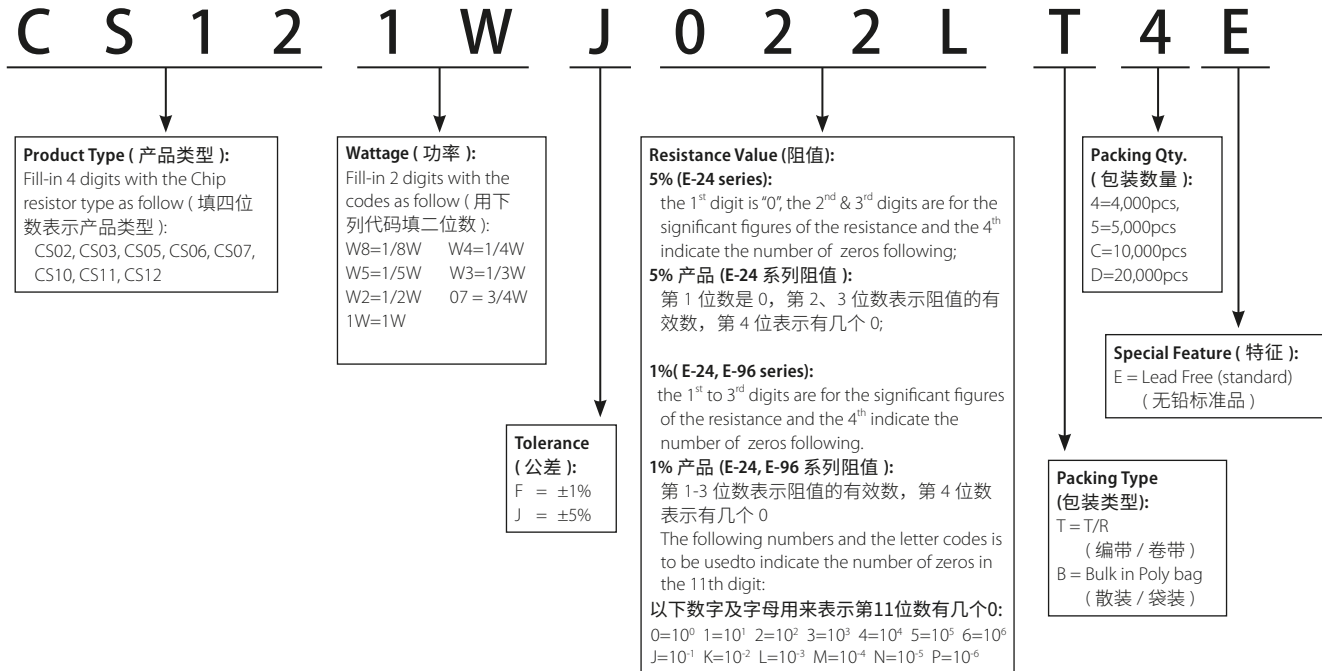 C S 1 2 1 W J 0 2 2 L T 4 E
Product Type ( 产品类型 ):
Fill-in 4 digits with the Chip
resistor type as follow ( 填四位
数表示产品类型 ):
CS02, CS03, CS05, CS06, CS07,
CS10, CS11, CS12
Wattage ( 功率 ):
Fill-in 2 digits with the
codes as follow ( 用下
列代码填二位数 ):
W8=1/8W W4=1/4W
W5=1/5W W3=1/3W
W2=1/2W 07 = 3/4W
1W=1W
Tolerance
( 公差 ):
F = ±1%
J = ±5%
Resistance Value (阻值):
5% (E-24 series):
the 1st digit is "0", the 2nd & 3rd digits are for the
significant figures of the resistance and the 4th
indicate the number of zeros following;
5% 产品 (E-24 系列阻值 ):
第 1 位数是 0，第 2、3 位数表示阻值的有
效数，第 4 位表示有几个 0;
1%( E-24, E-96 series):
the 1st to 3rd digits are for the significant figures
of the resistance and the 4th indicate the
number of zeros following.
1% 产品 (E-24, E-96 系列阻值 ):
第 1-3 位数表示阻值的有效数，第 4 位数
表示有几个 0
The following numbers and the letter codes is
to be usedto indicate the number of zeros in
the 11th digit:
以下数字及字母用来表示第11位数有几个0:
0=10⁰ 1=10¹ 2=10² 3=10³ 4=10⁴ 5=10⁵ 6=10⁶
J=10⁻¹ K=10⁻² L=10⁻³ M=10⁻⁴ N=10⁻⁵ P=10⁻⁶
Packing Type
(包装类型):
T = T/R
( 编带 / 卷带 )
B = Bulk in Poly bag
( 散装 / 袋装 )
Packing Qty.
( 包装数量 ):
4=4,000pcs,
5=5,000pcs
C=10,000pcs
D=20,000pcs
Special Feature ( 特征 ):
E = Lead Free (standard)
( 无铅标准品 )